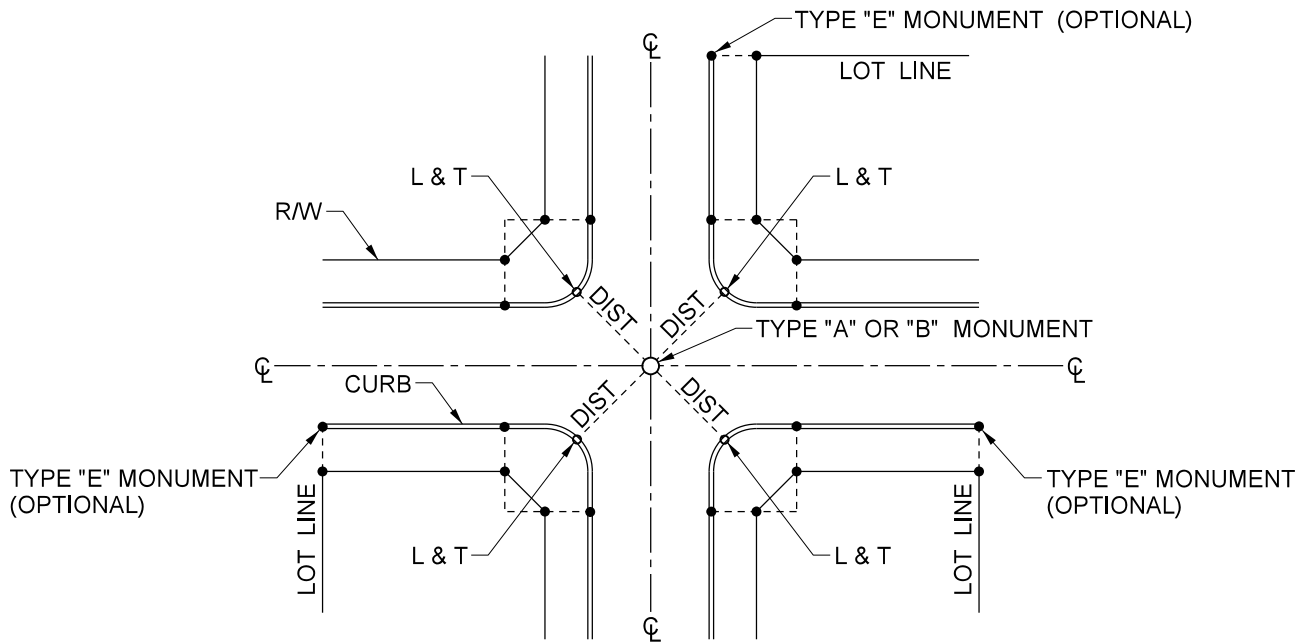 TYPE "E" MONUMENT (OPTIONAL)
℄
LOT LINE
L & T
L & T
R/W
DIST
DIST
TYPE "A" OR "B" MONUMENT
℄
℄
CURB
DIST
DIST
TYPE "E" MONUMENT
(OPTIONAL)
TYPE "E" MONUMENT
(OPTIONAL)
LOT LINE
LOT LINE
L & T
L & T
℄